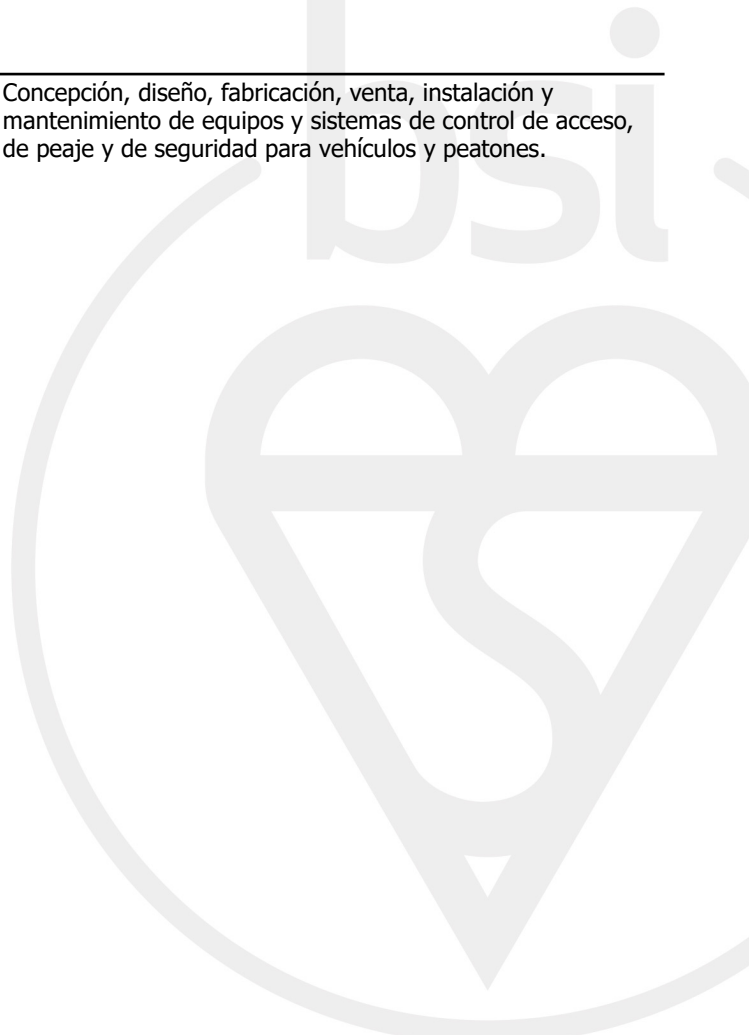 bsi
Concepción, diseño, fabricación, venta, instalación y
mantenimiento de equipos y sistemas de control de acceso,
de peaje y de seguridad para vehículos y peatones.